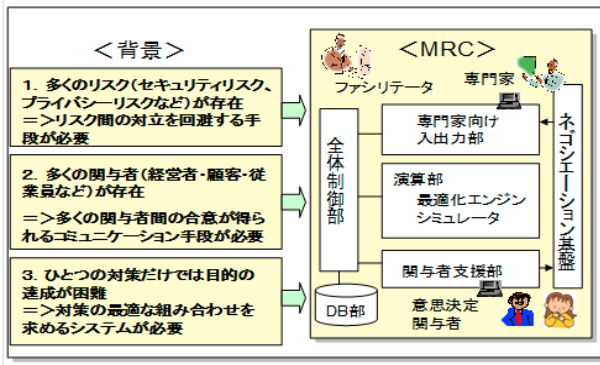 <背景>
1. 多くのリスク(セキュリティリスク、
プライバシーリスクなど)が存在
=>リスク間の対立を回避する手
段が必要
2. 多くの関与者(経営者・顧客・従
業員など)が存在
=>多くの関与者間の合意が得ら
れるコミュニケーション手段が必要
3. ひとつの対策だけでは目的の
達成が困難
=>対策の最適な組み合わせを
求めるシステムが必要
<MRC>
ファシリテータ
専門家
全体制御部
専門家向け
入出力部
演算部
最適化エンジン
シミュレータ
関与者支援部
ネゴシエーション基盤
DB部
意思決定
関与者